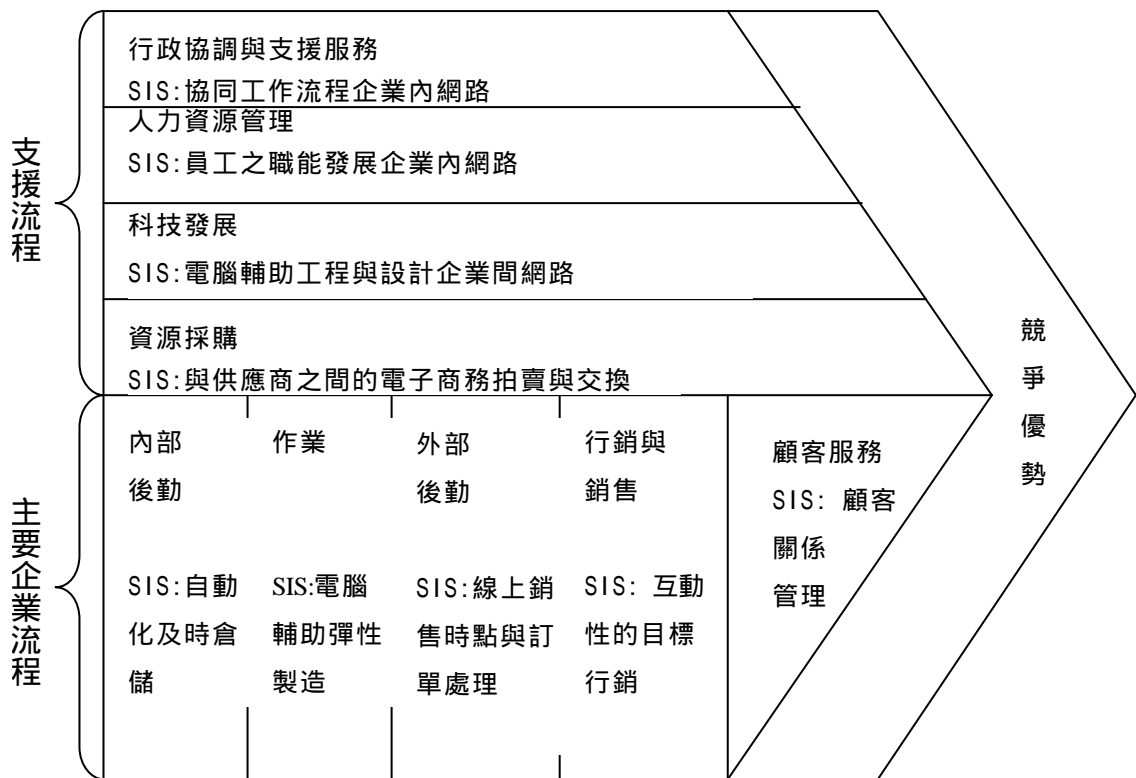 支援流程
行政協調與支援服務
SIS:協同工作流程企業內網路
人力資源管理
SIS:員工之職能發展企業內網路
科技發展
SIS:電腦輔助工程與設計企業間網路
資源採購
SIS:與供應商之間的電子商務拍賣與交換
主要企業流程
內部
後勤
SIS:自動
化及時倉
儲
作業
SIS:電腦
輔助彈性
製造
外部
後勤
SIS:線上銷
售時點與訂
單處理
行銷與
銷售
SIS: 互動
性的目標
行銷
顧客服務
SIS: 顧客
關係
管理
競爭優勢